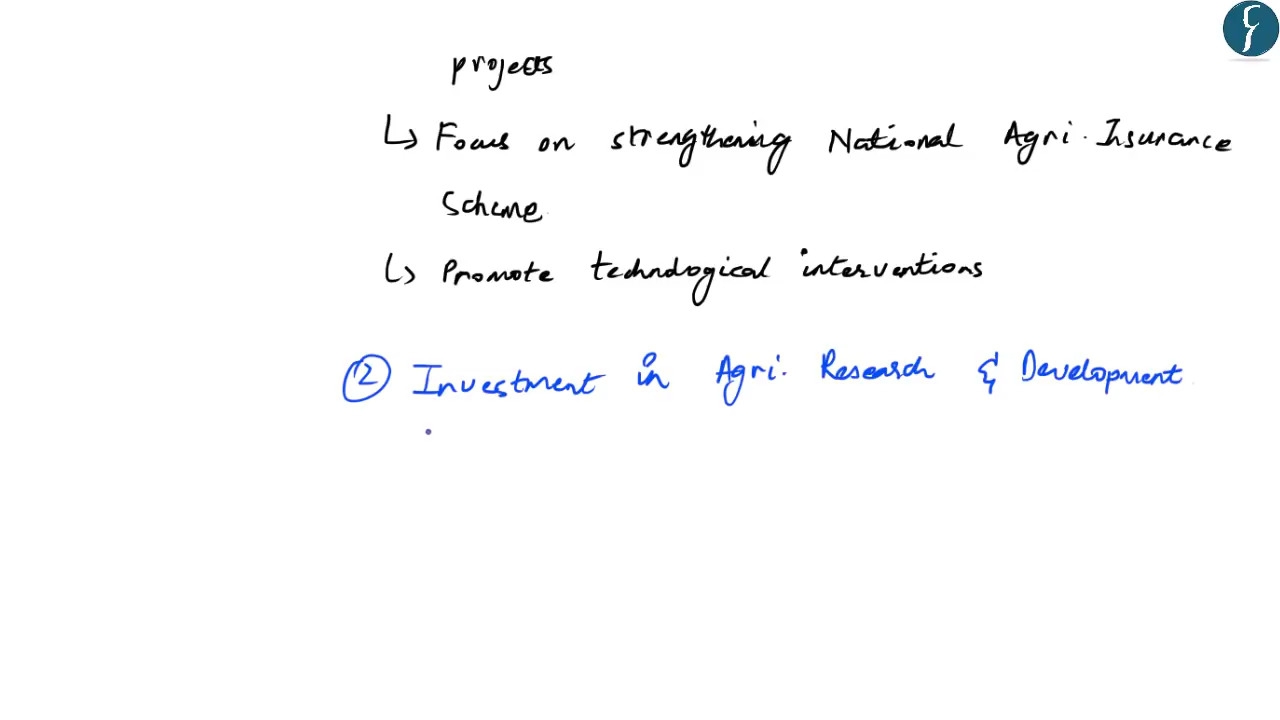 projects
↳ Focus on strengthening National Agri. Insurance
Scheme
↳ Promote technological interventions
② Investment in Agri. Research & Development